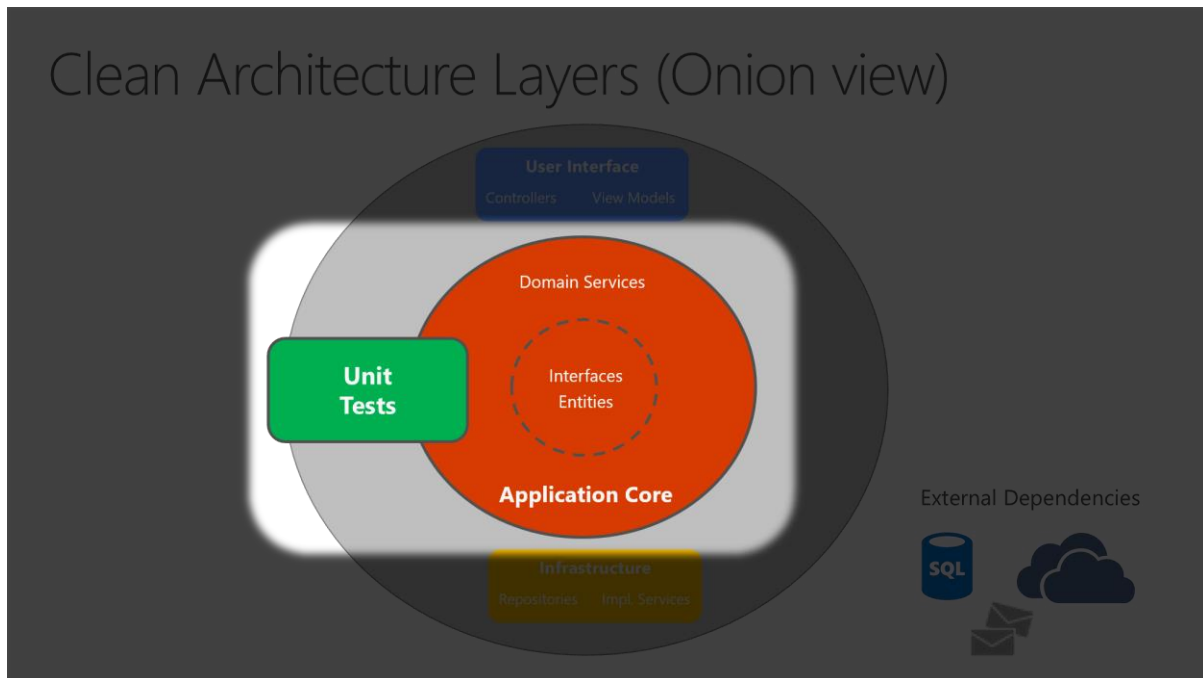 Clean Architecture Layers (Onion view)
User Interface
Controllers View Models
Domain Services
Unit
Tests
Interfaces
Entities
Application Core
External Dependencies
SQL
Infrastructure
Repositories Impl. Services